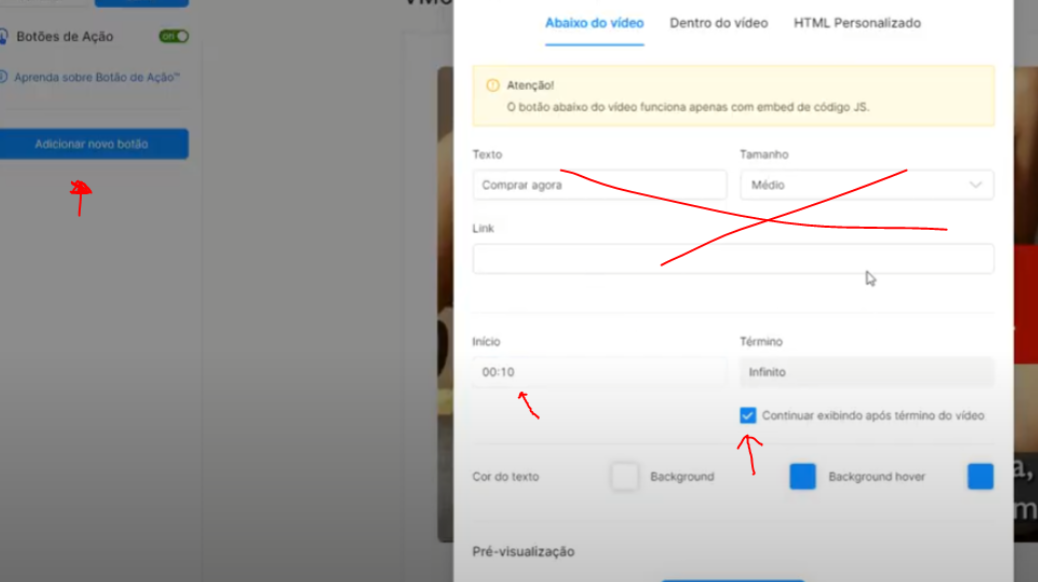 Abaixo do vídeo
Dentro do vídeo
HTML Personalizado
Botões de Ação
on
Aprenda sobre Botão de Ação™
Adicionar novo botão
Atenção!
O botão abaixo do vídeo funciona apenas com embed de código JS.
Texto
Tamanho
Comprar agora
Médio
Link
Início
Término
00:10
Infinito
Continuar exibindo após término do vídeo
Cor do texto
Background
Background hover
Pré-visualização